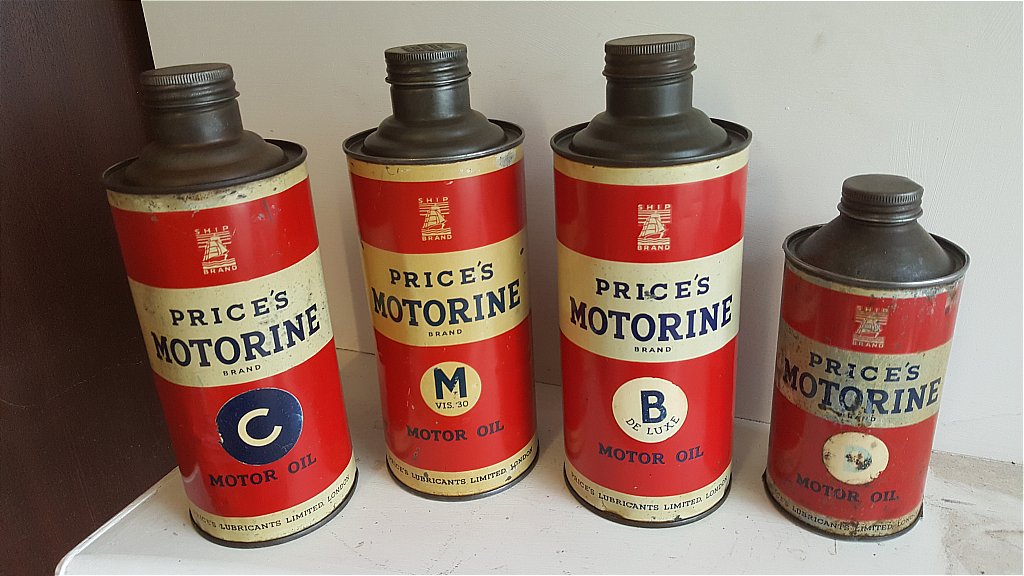 SHIP
BRAND
PRICE'S
MOTORINE
BRAND
C
MOTOR OIL
PRICE'S LUBRICANTS LIMITED, LONDON
SHIP
BRAND
PRICE'S
MOTORINE
BRAND
M
VIS. 30
MOTOR OIL
PRICE'S LUBRICANTS LIMITED, LONDON
SHIP
BRAND
PRICE'S
MOTORINE
BRAND
B
DE LUXE
MOTOR OIL
PRICE'S LUBRICANTS LIMITED, LONDON
SHIP
BRAND
PRICE'S
MOTORINE
BRAND
MOTOR OIL
LUBRICANTS LIMITED, LONDON